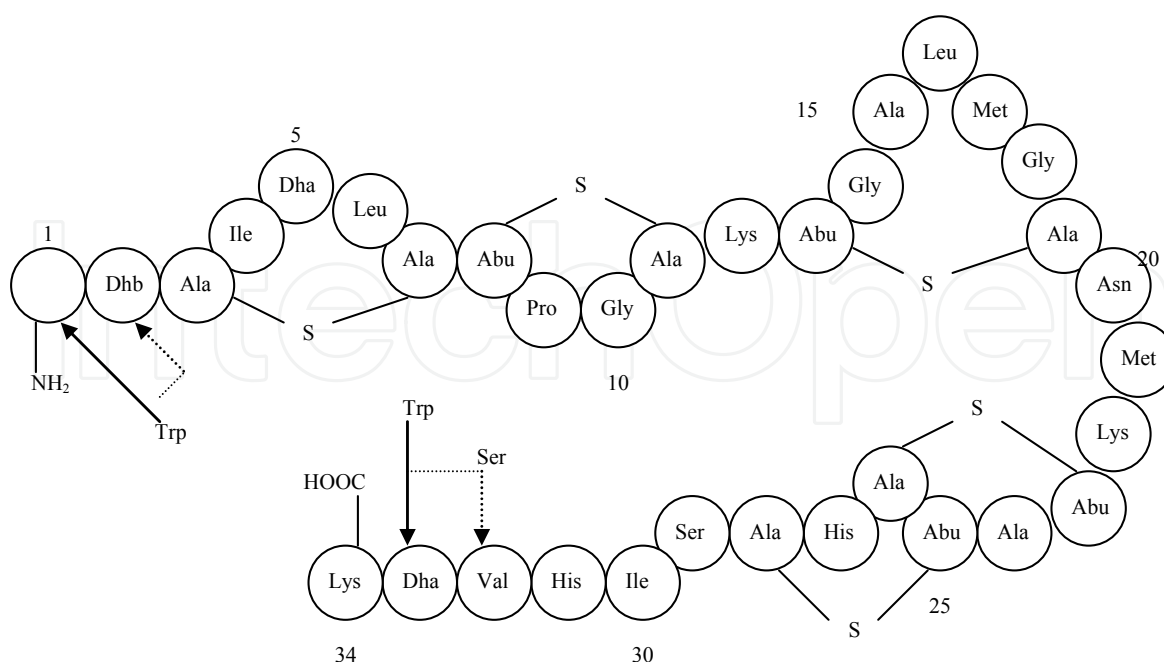 Leu
15
Ala
Met
5
Gly
Dha
S
Gly
Leu
1
Ile
Lys
Abu
Ala
Ala
Abu
Ala
20
Dhb
Ala
S
Asn
Pro
Gly
S
Met
NH₂
10
Trp
S
Trp
Lys
Ser
HOOC
Ala
Abu
Ser
Ala
His
Abu
Ala
Lys
Dha
Val
His
Ile
25
S
34
30
IntechOpen